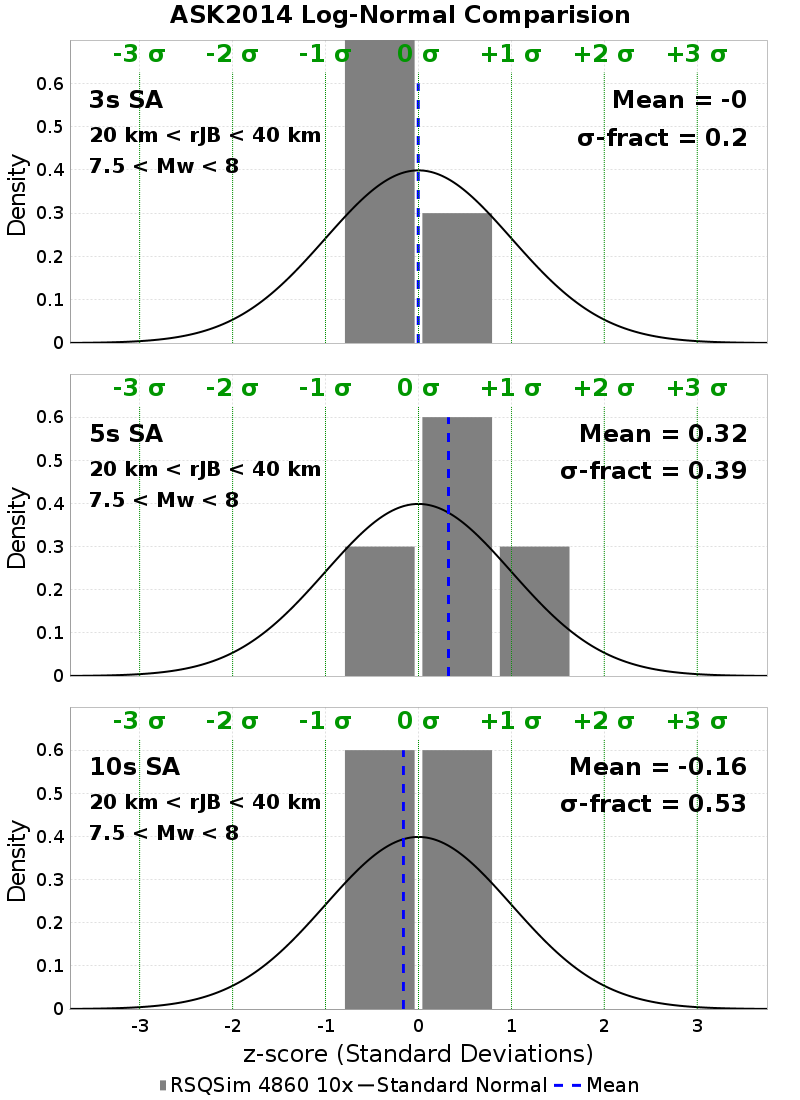 ASK2014 Log-Normal Comparision
-3 σ -2 σ -1 σ 0 σ +1 σ +2 σ +3 σ
3s SA
20 km < rJB < 40 km
7.5 < Mw < 8
Mean = -0
σ-fract = 0.2
Density
0.6
0.5
0.4
0.3
0.2
0.1
0
-3 σ -2 σ -1 σ 0 σ +1 σ +2 σ +3 σ
5s SA
20 km < rJB < 40 km
7.5 < Mw < 8
Mean = 0.32
σ-fract = 0.39
Density
0.6
0.5
0.4
0.3
0.2
0.1
0
-3 σ -2 σ -1 σ 0 σ +1 σ +2 σ +3 σ
10s SA
20 km < rJB < 40 km
7.5 < Mw < 8
Mean = -0.16
σ-fract = 0.53
Density
0.6
0.5
0.4
0.3
0.2
0.1
0
-3 -2 -1 0 1 2 3
z-score (Standard Deviations)
RSQSim 4860 10x Standard Normal Mean